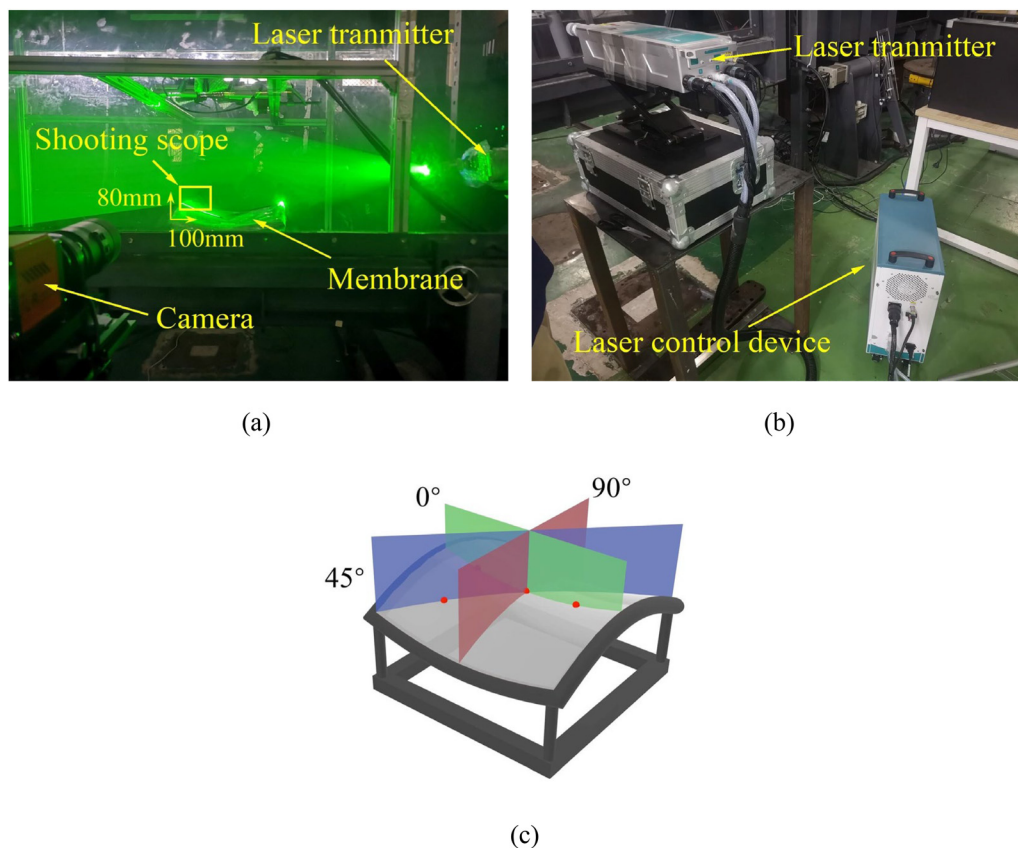 Laser tranmitter
Shooting scope
80mm
100mm
Membrane
Camera
Laser tranmitter
Laser control device
(a)
(b)
0°
90°
45°
(c)